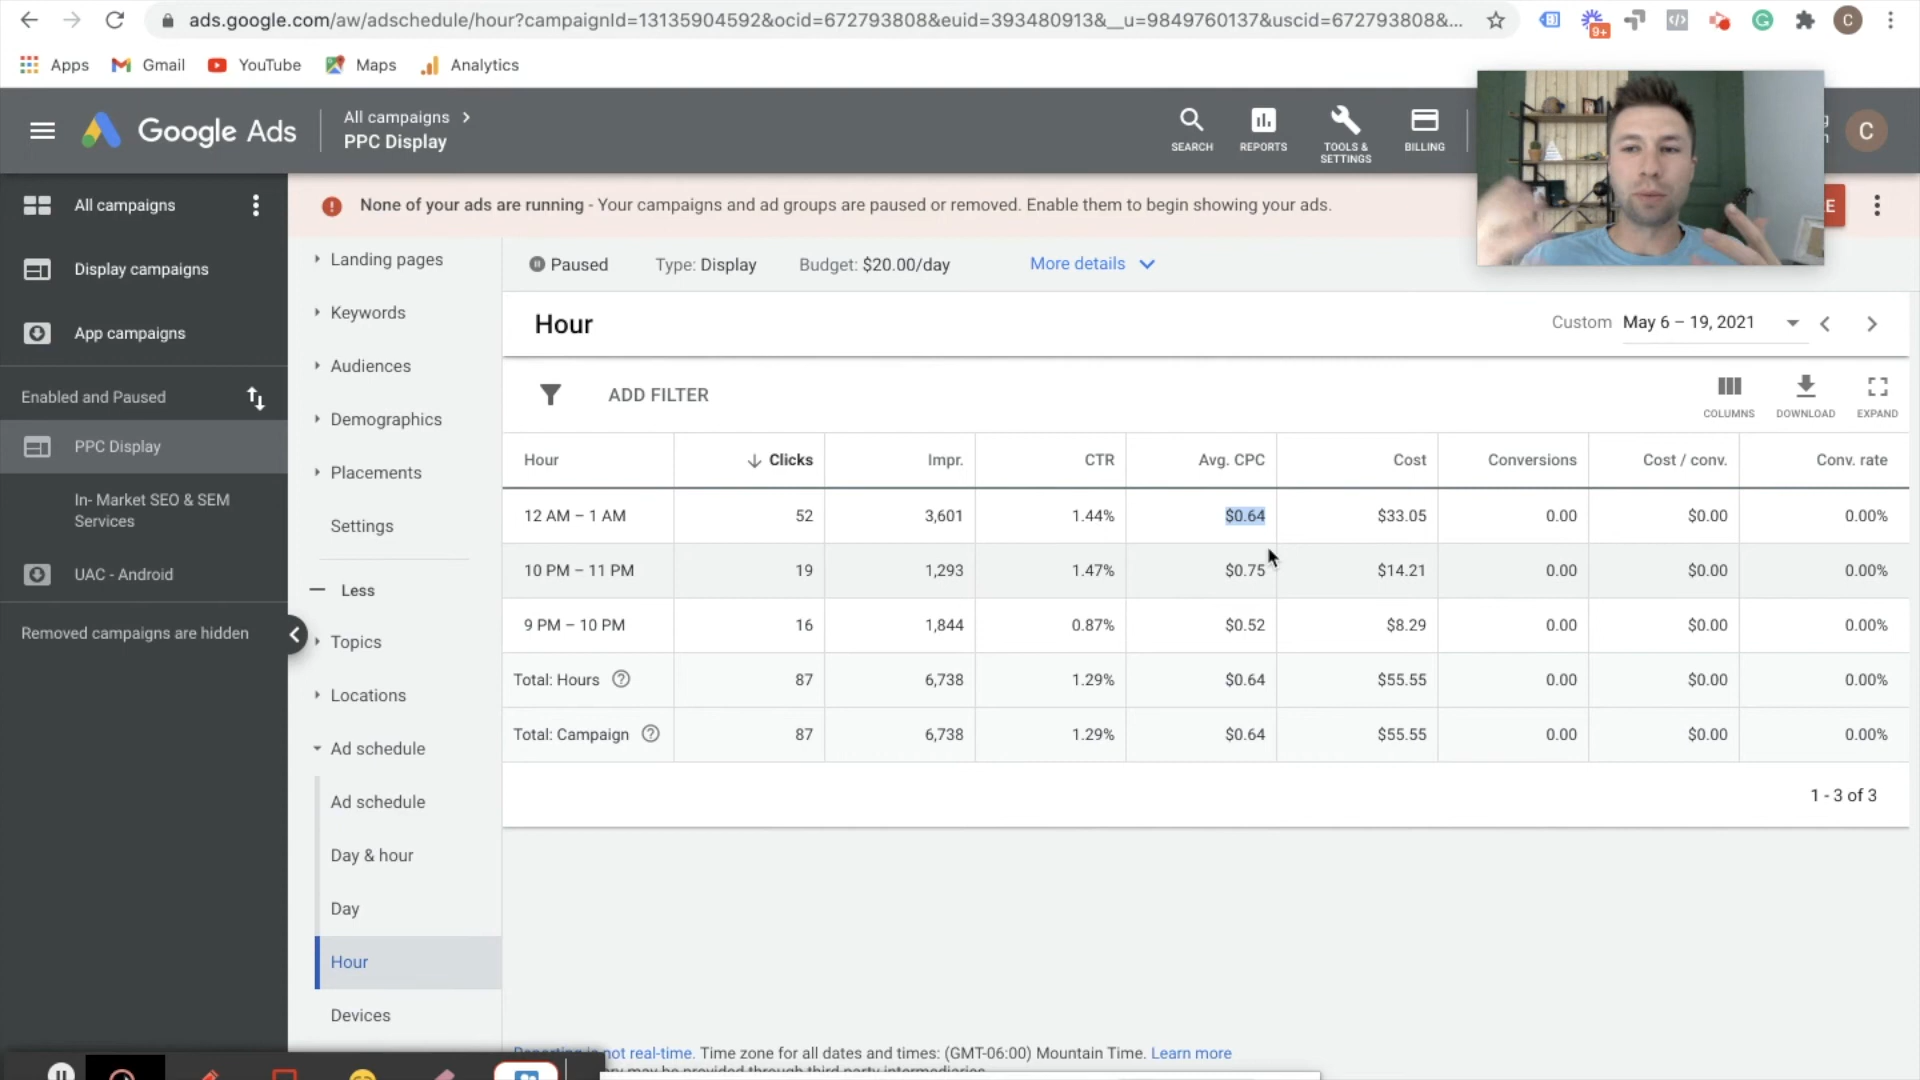 ads.google.com/aw/adschedule/hour?campaignId=13135904592&ocid=672793808&euid=393480913&__u=9849760137&uscid=672793808&...
9+
C
Apps
Gmail
YouTube
Maps
Analytics
Google Ads
All campaigns
PPC Display
SEARCH
REPORTS
TOOLS & SETTINGS
BILLING
C
All campaigns
Display campaigns
App campaigns
Enabled and Paused
PPC Display
In- Market SEO & SEM
Services
UAC - Android
Removed campaigns are hidden
None of your ads are running - Your campaigns and ad groups are paused or removed. Enable them to begin showing your ads.
E
Landing pages
Keywords
Audiences
Demographics
Placements
Settings
Less
Topics
Locations
Ad schedule
Ad schedule
Day & hour
Day
Hour
Devices
Paused Type: Display Budget: $20.00/day More details
Hour
Custom May 6 – 19, 2021
ADD FILTER
COLUMNS
DOWNLOAD
EXPAND
Hour Clicks Impr. CTR Avg. CPC Cost Conversions Cost / conv. Conv. rate
12 AM – 1 AM 52 3,601 1.44% $0.64 $33.05 0.00 $0.00 0.00%
10 PM – 11 PM 19 1,293 1.47% $0.75 $14.21 0.00 $0.00 0.00%
9 PM – 10 PM 16 1,844 0.87% $0.52 $8.29 0.00 $0.00 0.00%
Total: Hours 87 6,738 1.29% $0.64 $55.55 0.00 $0.00 0.00%
Total: Campaign 87 6,738 1.29% $0.64 $55.55 0.00 $0.00 0.00%
1 - 3 of 3
Reporting is not real-time. Time zone for all dates and times: (GMT-06:00) Mountain Time. Learn more
may be provided through third party intermediaries.